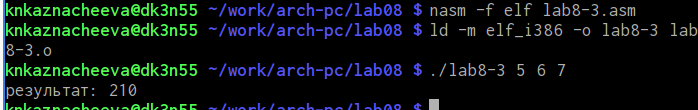 knkaznacheeva@dk3n55 ~/work/arch-pc/lab08 $ nasm -f elf lab8-3.asm
knkaznacheeva@dk3n55 ~/work/arch-pc/lab08 $ ld -m elf_i386 -o lab8-3 lab
8-3.o
knkaznacheeva@dk3n55 ~/work/arch-pc/lab08 $ ./lab8-3 5 6 7
результат: 210
knkaznacheeva@dk3n55 ~/work/arch-pc/lab08 $